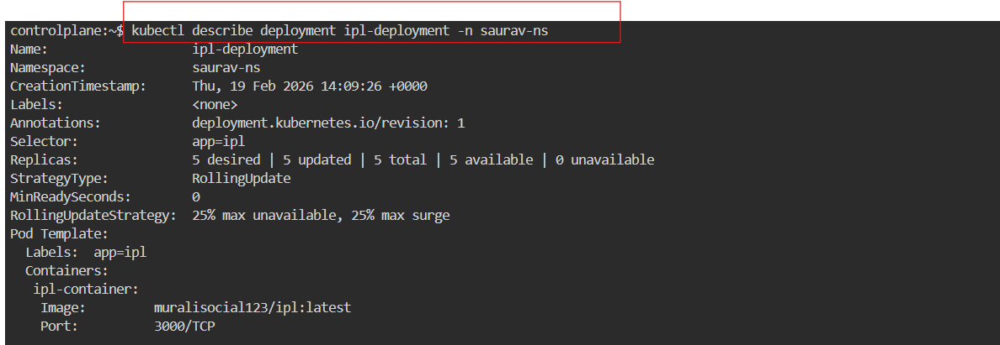 controlplane:~$ kubectl describe deployment ipl-deployment -n saurav-ns
Name:                   ipl-deployment
Namespace:              saurav-ns
CreationTimestamp:      Thu, 19 Feb 2026 14:09:26 +0000
Labels:                 <none>
Annotations:            deployment.kubernetes.io/revision: 1
Selector:               app=ipl
Replicas:               5 desired | 5 updated | 5 total | 5 available | 0 unavailable
StrategyType:           RollingUpdate
MinReadySeconds:        0
RollingUpdateStrategy:  25% max unavailable, 25% max surge
Pod Template:
  Labels:  app=ipl
  Containers:
   ipl-container:
    Image:         muralisocial123/ipl:latest
    Port:          3000/TCP